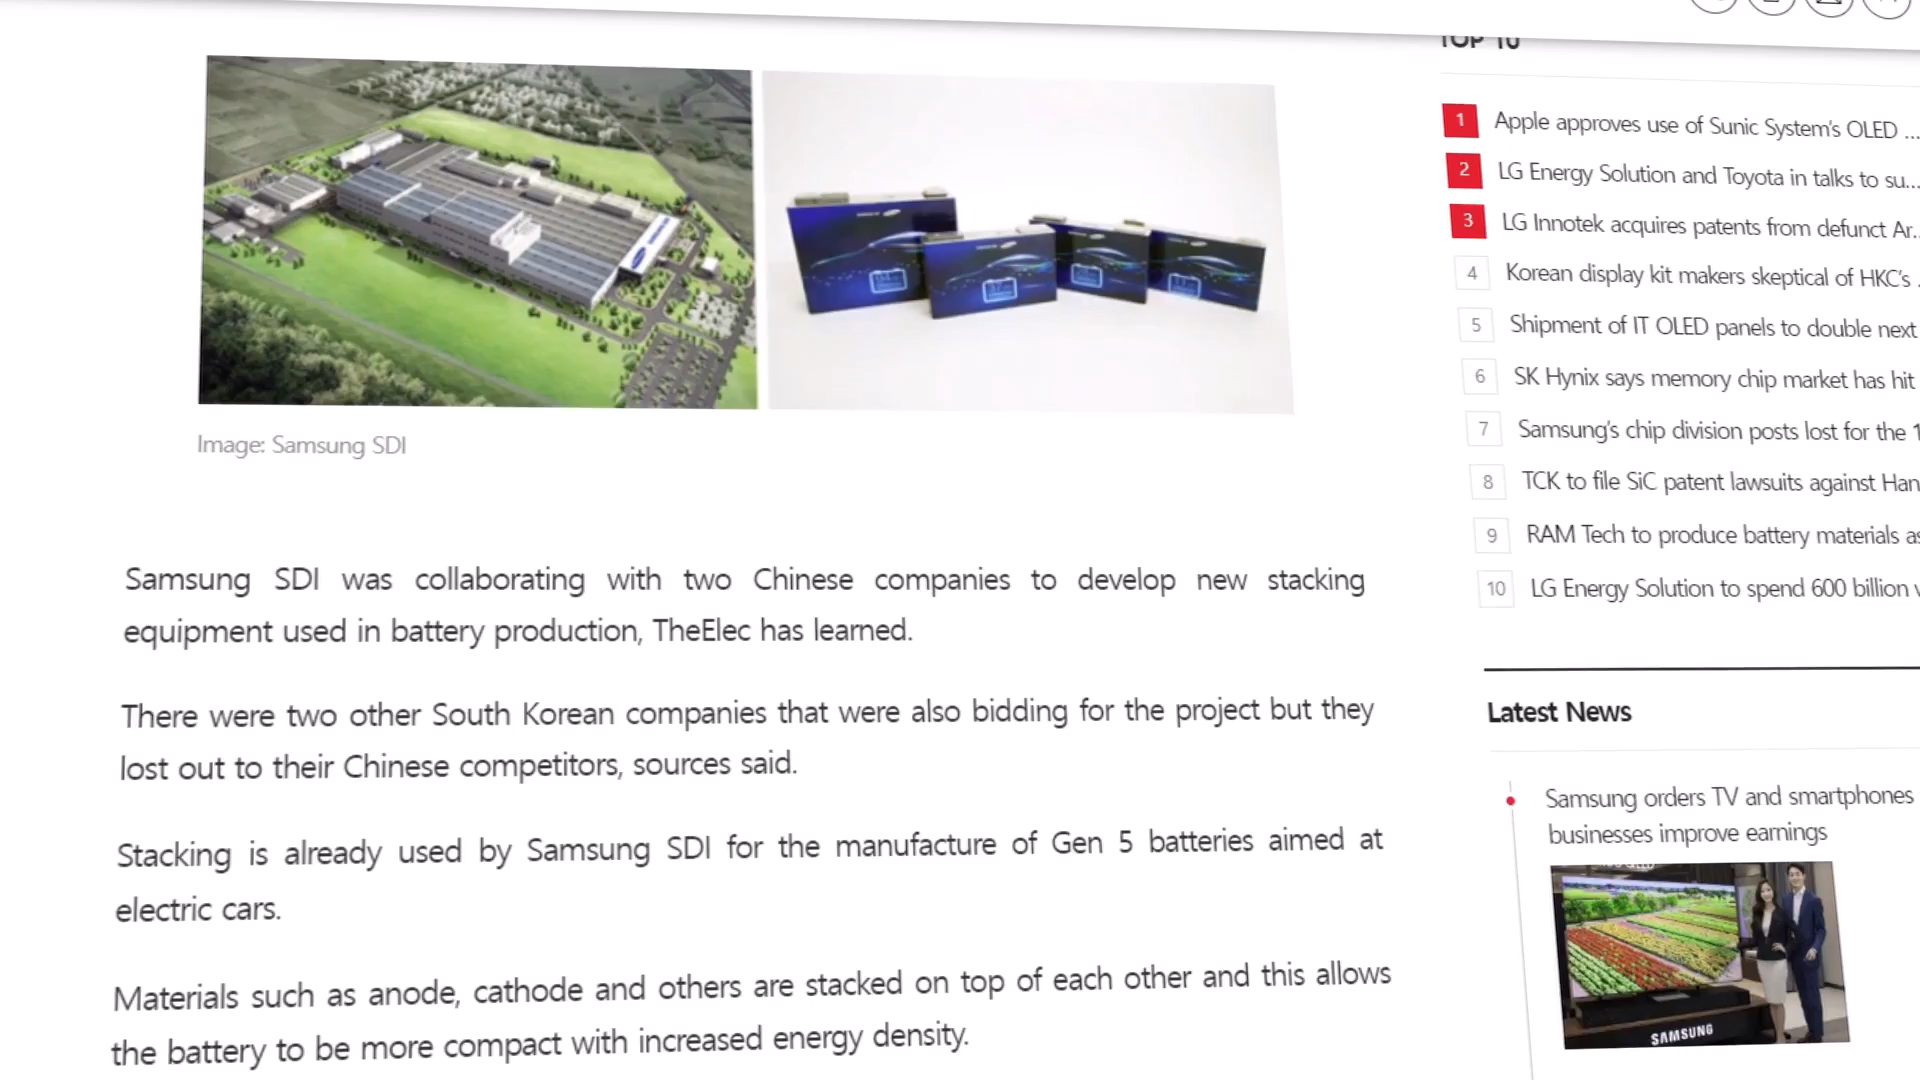 TOP 10
1 Apple approves use of Sunic System's OLED ...
2 LG Energy Solution and Toyota in talks to su...
3 LG Innotek acquires patents from defunct Ar..
4 Korean display kit makers skeptical of HKC's .
5 Shipment of IT OLED panels to double next
6 SK Hynix says memory chip market has hit
7 Samsung's chip division posts lost for the 1
8 TCK to file SiC patent lawsuits against Han
9 RAM Tech to produce battery materials as
10 LG Energy Solution to spend 600 billion
Image: Samsung SDI
Samsung SDI was collaborating with two Chinese companies to develop new stacking
equipment used in battery production, TheElec has learned.
There were two other South Korean companies that were also bidding for the project but they
lost out to their Chinese competitors, sources said.
Stacking is already used by Samsung SDI for the manufacture of Gen 5 batteries aimed at
electric cars.
Materials such as anode, cathode and others are stacked on top of each other and this allows
the battery to be more compact with increased energy density.
Latest News
Samsung orders TV and smartphones
businesses improve earnings
SAMSUNG